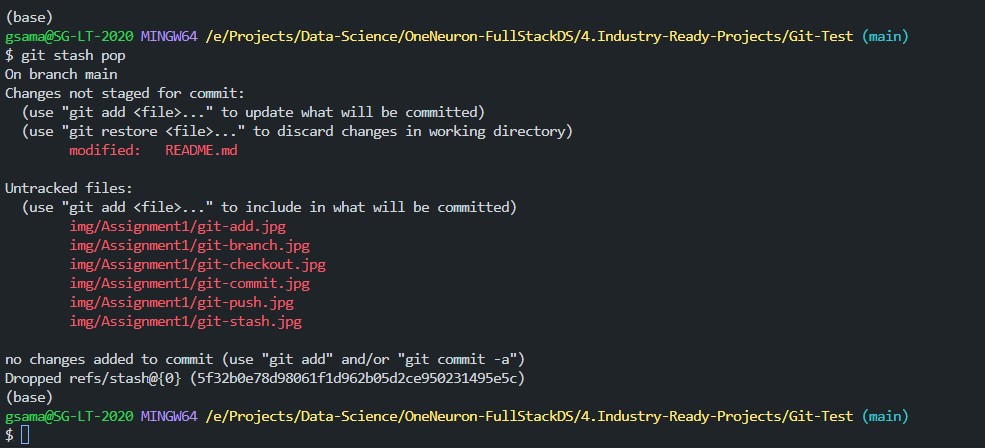 (base)
gsama@SG-LT-2020 MINGW64 /e/Projects/Data-Science/OneNeuron-FullStackDS/4.Industry-Ready-Projects/Git-Test (main)
$ git stash pop
On branch main
Changes not staged for commit:
  (use "git add <file>..." to update what will be committed)
  (use "git restore <file>..." to discard changes in working directory)
        modified:   README.md

Untracked files:
  (use "git add <file>..." to include in what will be committed)
        img/Assignment1/git-add.jpg
        img/Assignment1/git-branch.jpg
        img/Assignment1/git-checkout.jpg
        img/Assignment1/git-commit.jpg
        img/Assignment1/git-push.jpg
        img/Assignment1/git-stash.jpg

no changes added to commit (use "git add" and/or "git commit -a")
Dropped refs/stash@{0} (5f32b0e78d98061f1d962b05d2ce950231495e5c)
(base)
gsama@SG-LT-2020 MINGW64 /e/Projects/Data-Science/OneNeuron-FullStackDS/4.Industry-Ready-Projects/Git-Test (main)
$